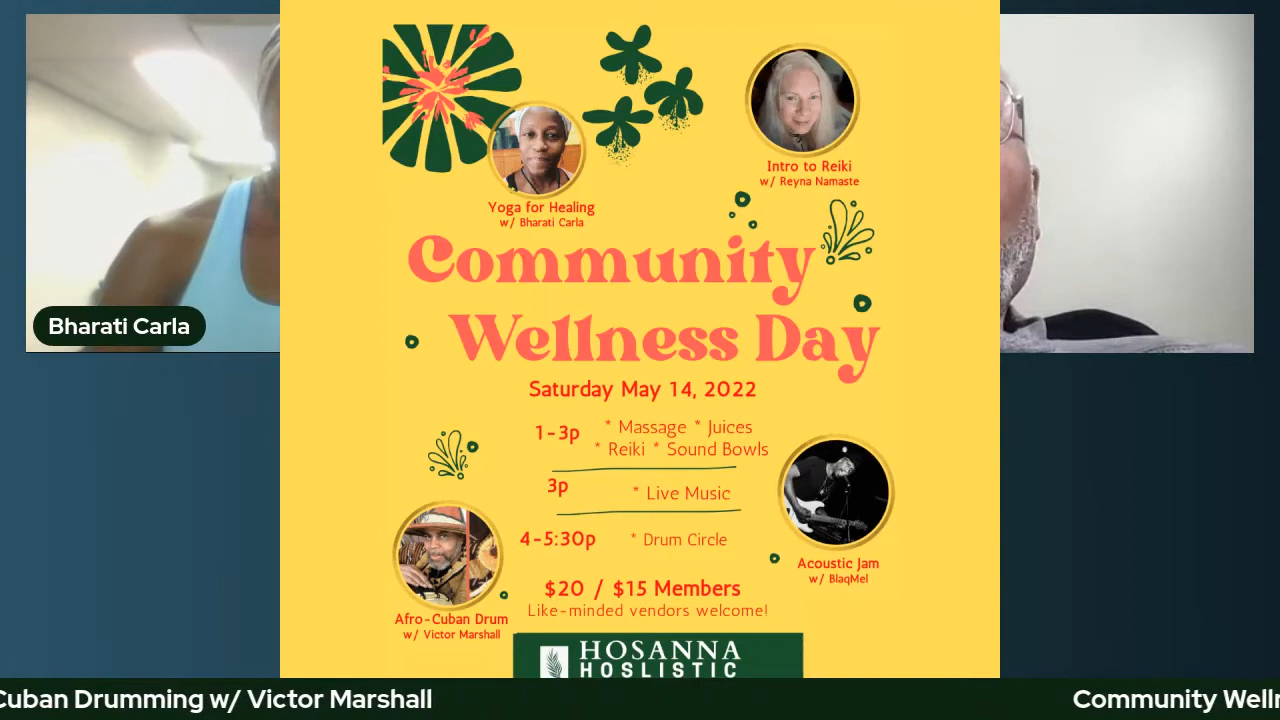 Intro to Reiki
w/ Reyna Namaste
Yoga for Healing
w/ Bharati Carla
Community
Wellness Day
Saturday May 14, 2022
1-3p * Massage * Juices
* Reiki * Sound Bowls
3p * Live Music
4-5:30p * Drum Circle
Acoustic Jam
w/ BlaqMel
$20 / $15 Members
Like-minded vendors welcome!
Afro-Cuban Drum
w/ Victor Marshall
HOSANNA
HOSLISTIC
Bharati Carla
Cuban Drumming w/ Victor Marshall
Community Welln